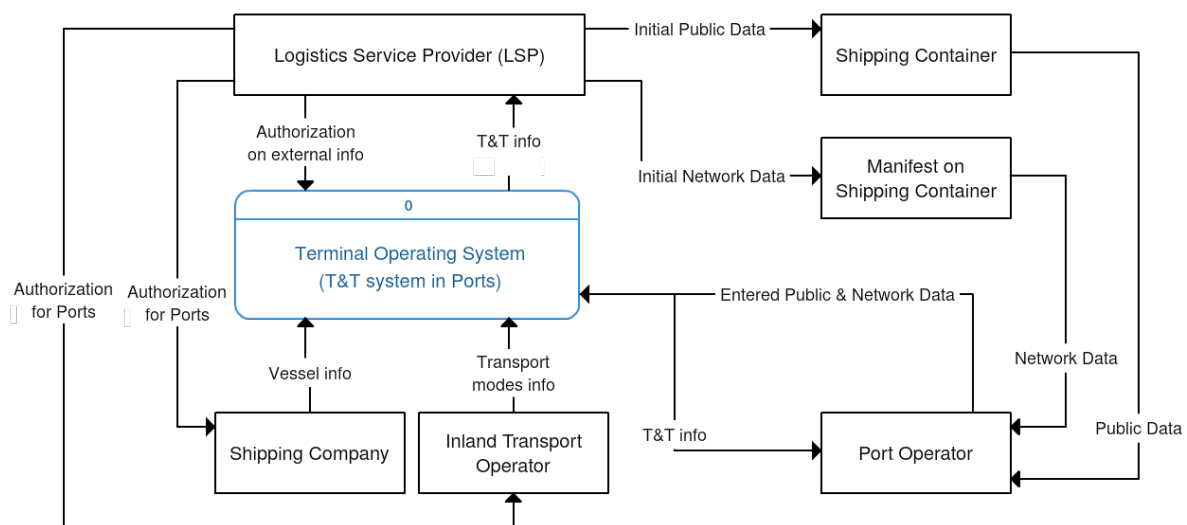 Logistics Service Provider (LSP)
Initial Public Data
Shipping Container
Authorization
on external info
T&T info
Initial Network Data
Manifest on
Shipping Container
0
Terminal Operating System
(T&T system in Ports)
Authorization
for Ports
Authorization
for Ports
Entered Public & Network Data
Vessel info
Transport
modes info
Network Data
T&T info
Public Data
Shipping Company
Inland Transport
Operator
Port Operator